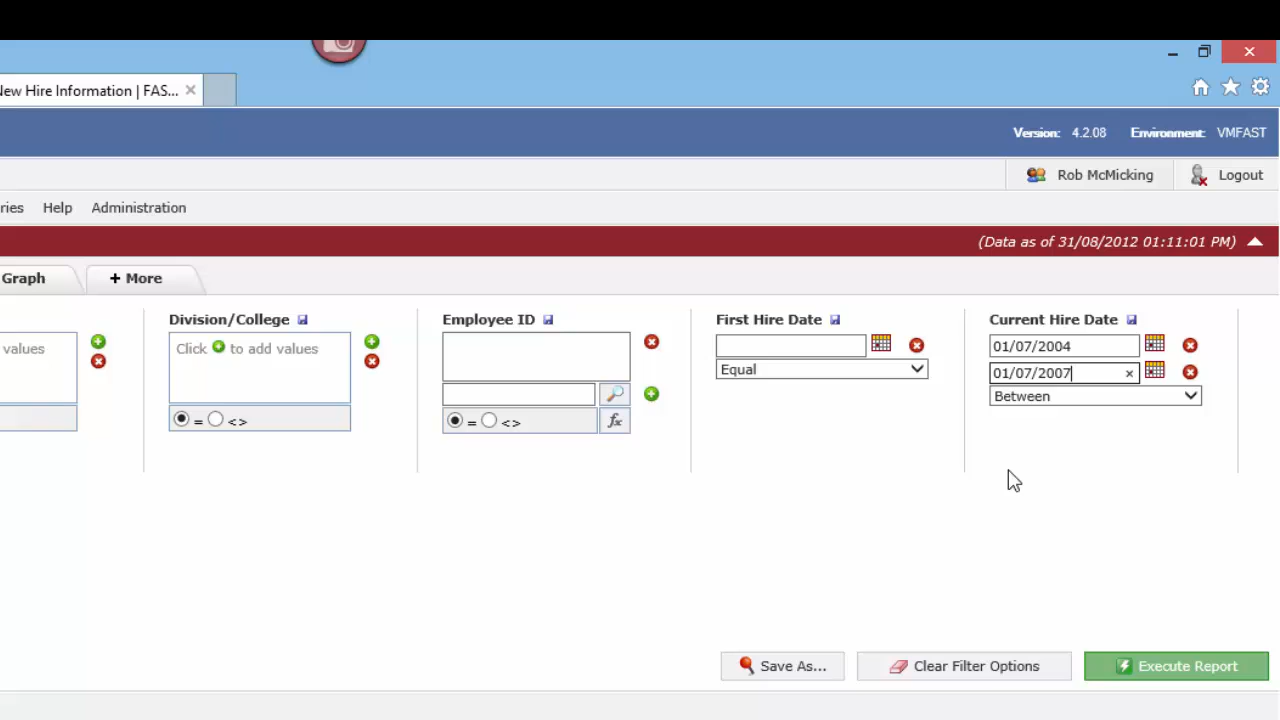 New Hire Information | FAS...
Version: 4.2.08 Environment: VMFAST
Rob McMicking Logout
ries Help Administration
(Data as of 31/08/2012 01:11:01 PM)
Graph + More
Division/College Employee ID First Hire Date Current Hire Date
values Click to add values 01/07/2004
01/07/2007 ×
Equal Between
= <> = <> fx
Save As... Clear Filter Options Execute Report